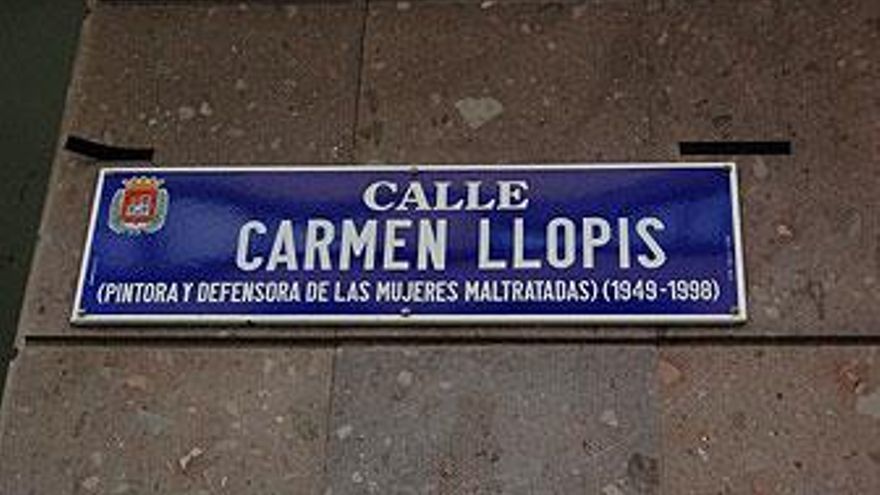 CALLE
CARMEN LLOPIS
(PINTORA Y DEFENSORA DE LAS MUJERES MALTRATADAS) (1949-1998)